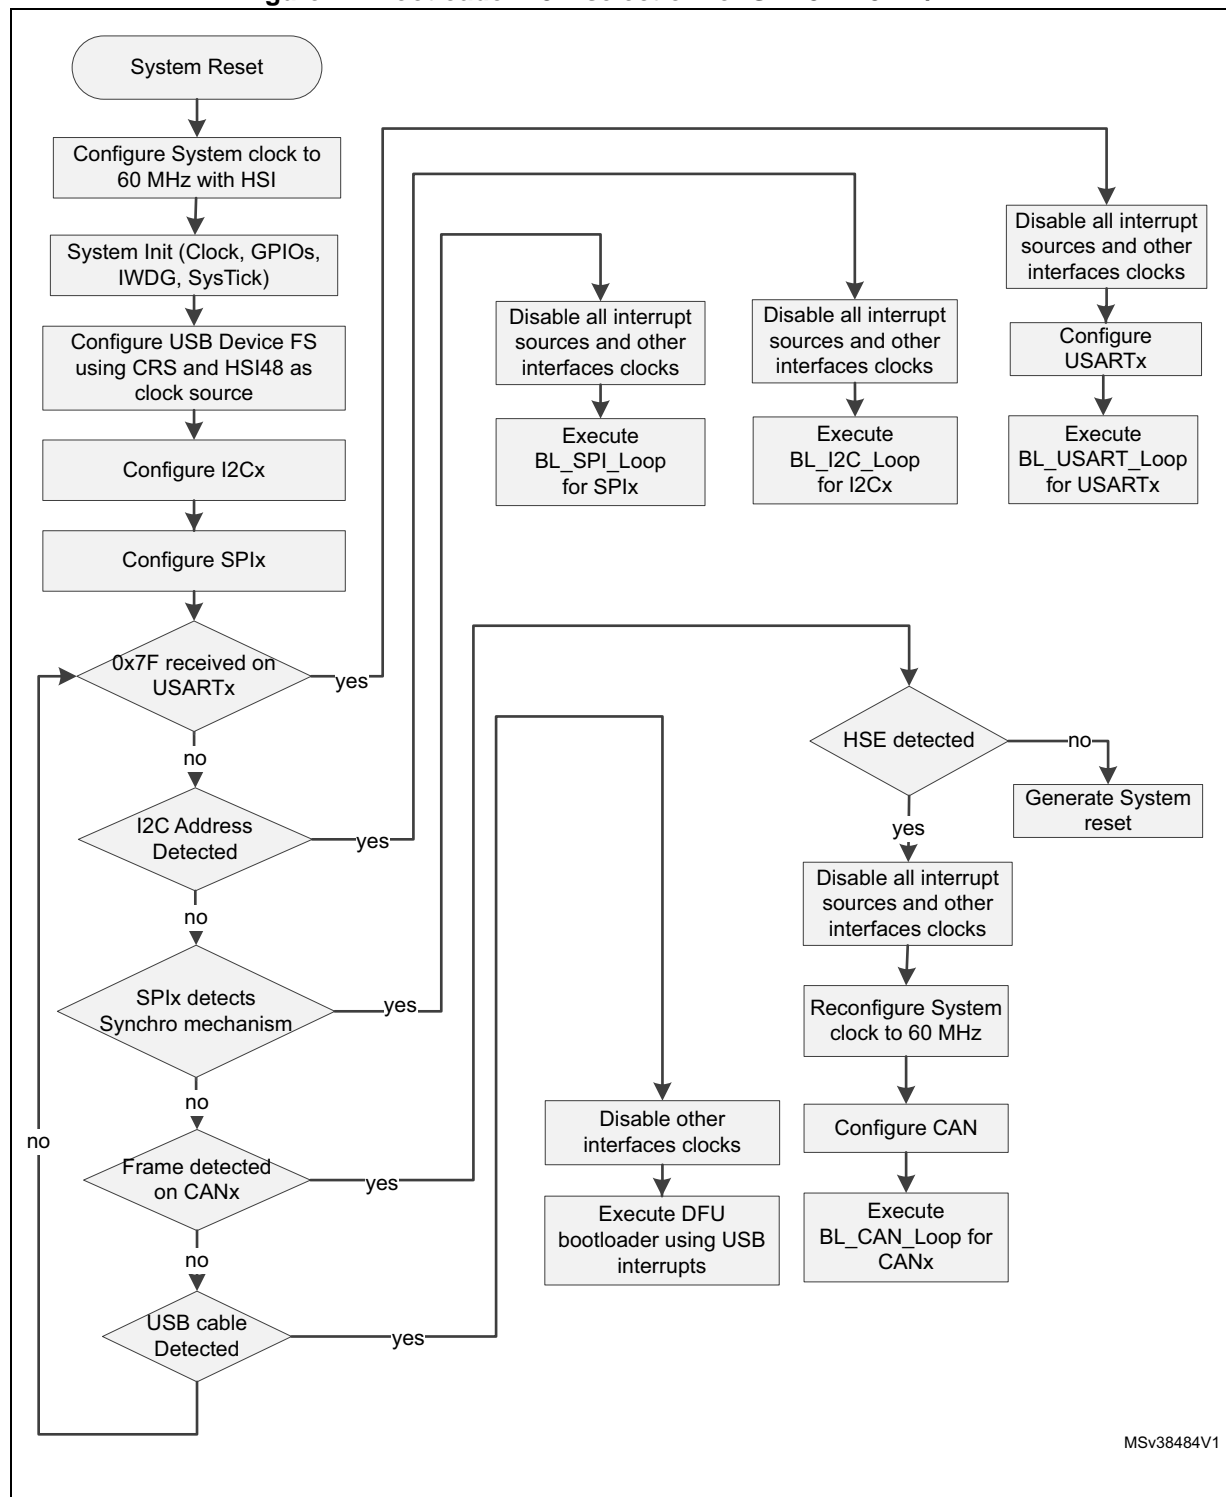 System Reset
Configure System clock to
60 MHz with HSI
System Init (Clock, GPIOs,
IWDG, SysTick)
Configure USB Device FS
using CRS and HSI48 as
clock source
Configure I2Cx
Configure SPIx
0x7F received on
USARTx
yes
no
I2C Address
Detected
yes
no
SPIx detects
Synchro mechanism
yes
no
Frame detected
on CANx
yes
no
USB cable
Detected
yes
no
Disable all interrupt
sources and other
interfaces clocks
Execute
BL_SPI_Loop
for SPIx
Disable all interrupt
sources and other
interfaces clocks
Execute
BL_I2C_Loop
for I2Cx
Disable all interrupt
sources and other
interfaces clocks
Configure
USARTx
Execute
BL_USART_Loop
for USARTx
HSE detected
no
Generate System
reset
yes
Disable all interrupt
sources and other
interfaces clocks
Reconfigure System
clock to 60 MHz
Configure CAN
Execute
BL_CAN_Loop for
CANx
Disable other
interfaces clocks
Execute DFU
bootloader using USB
interrupts
MSv38484V1